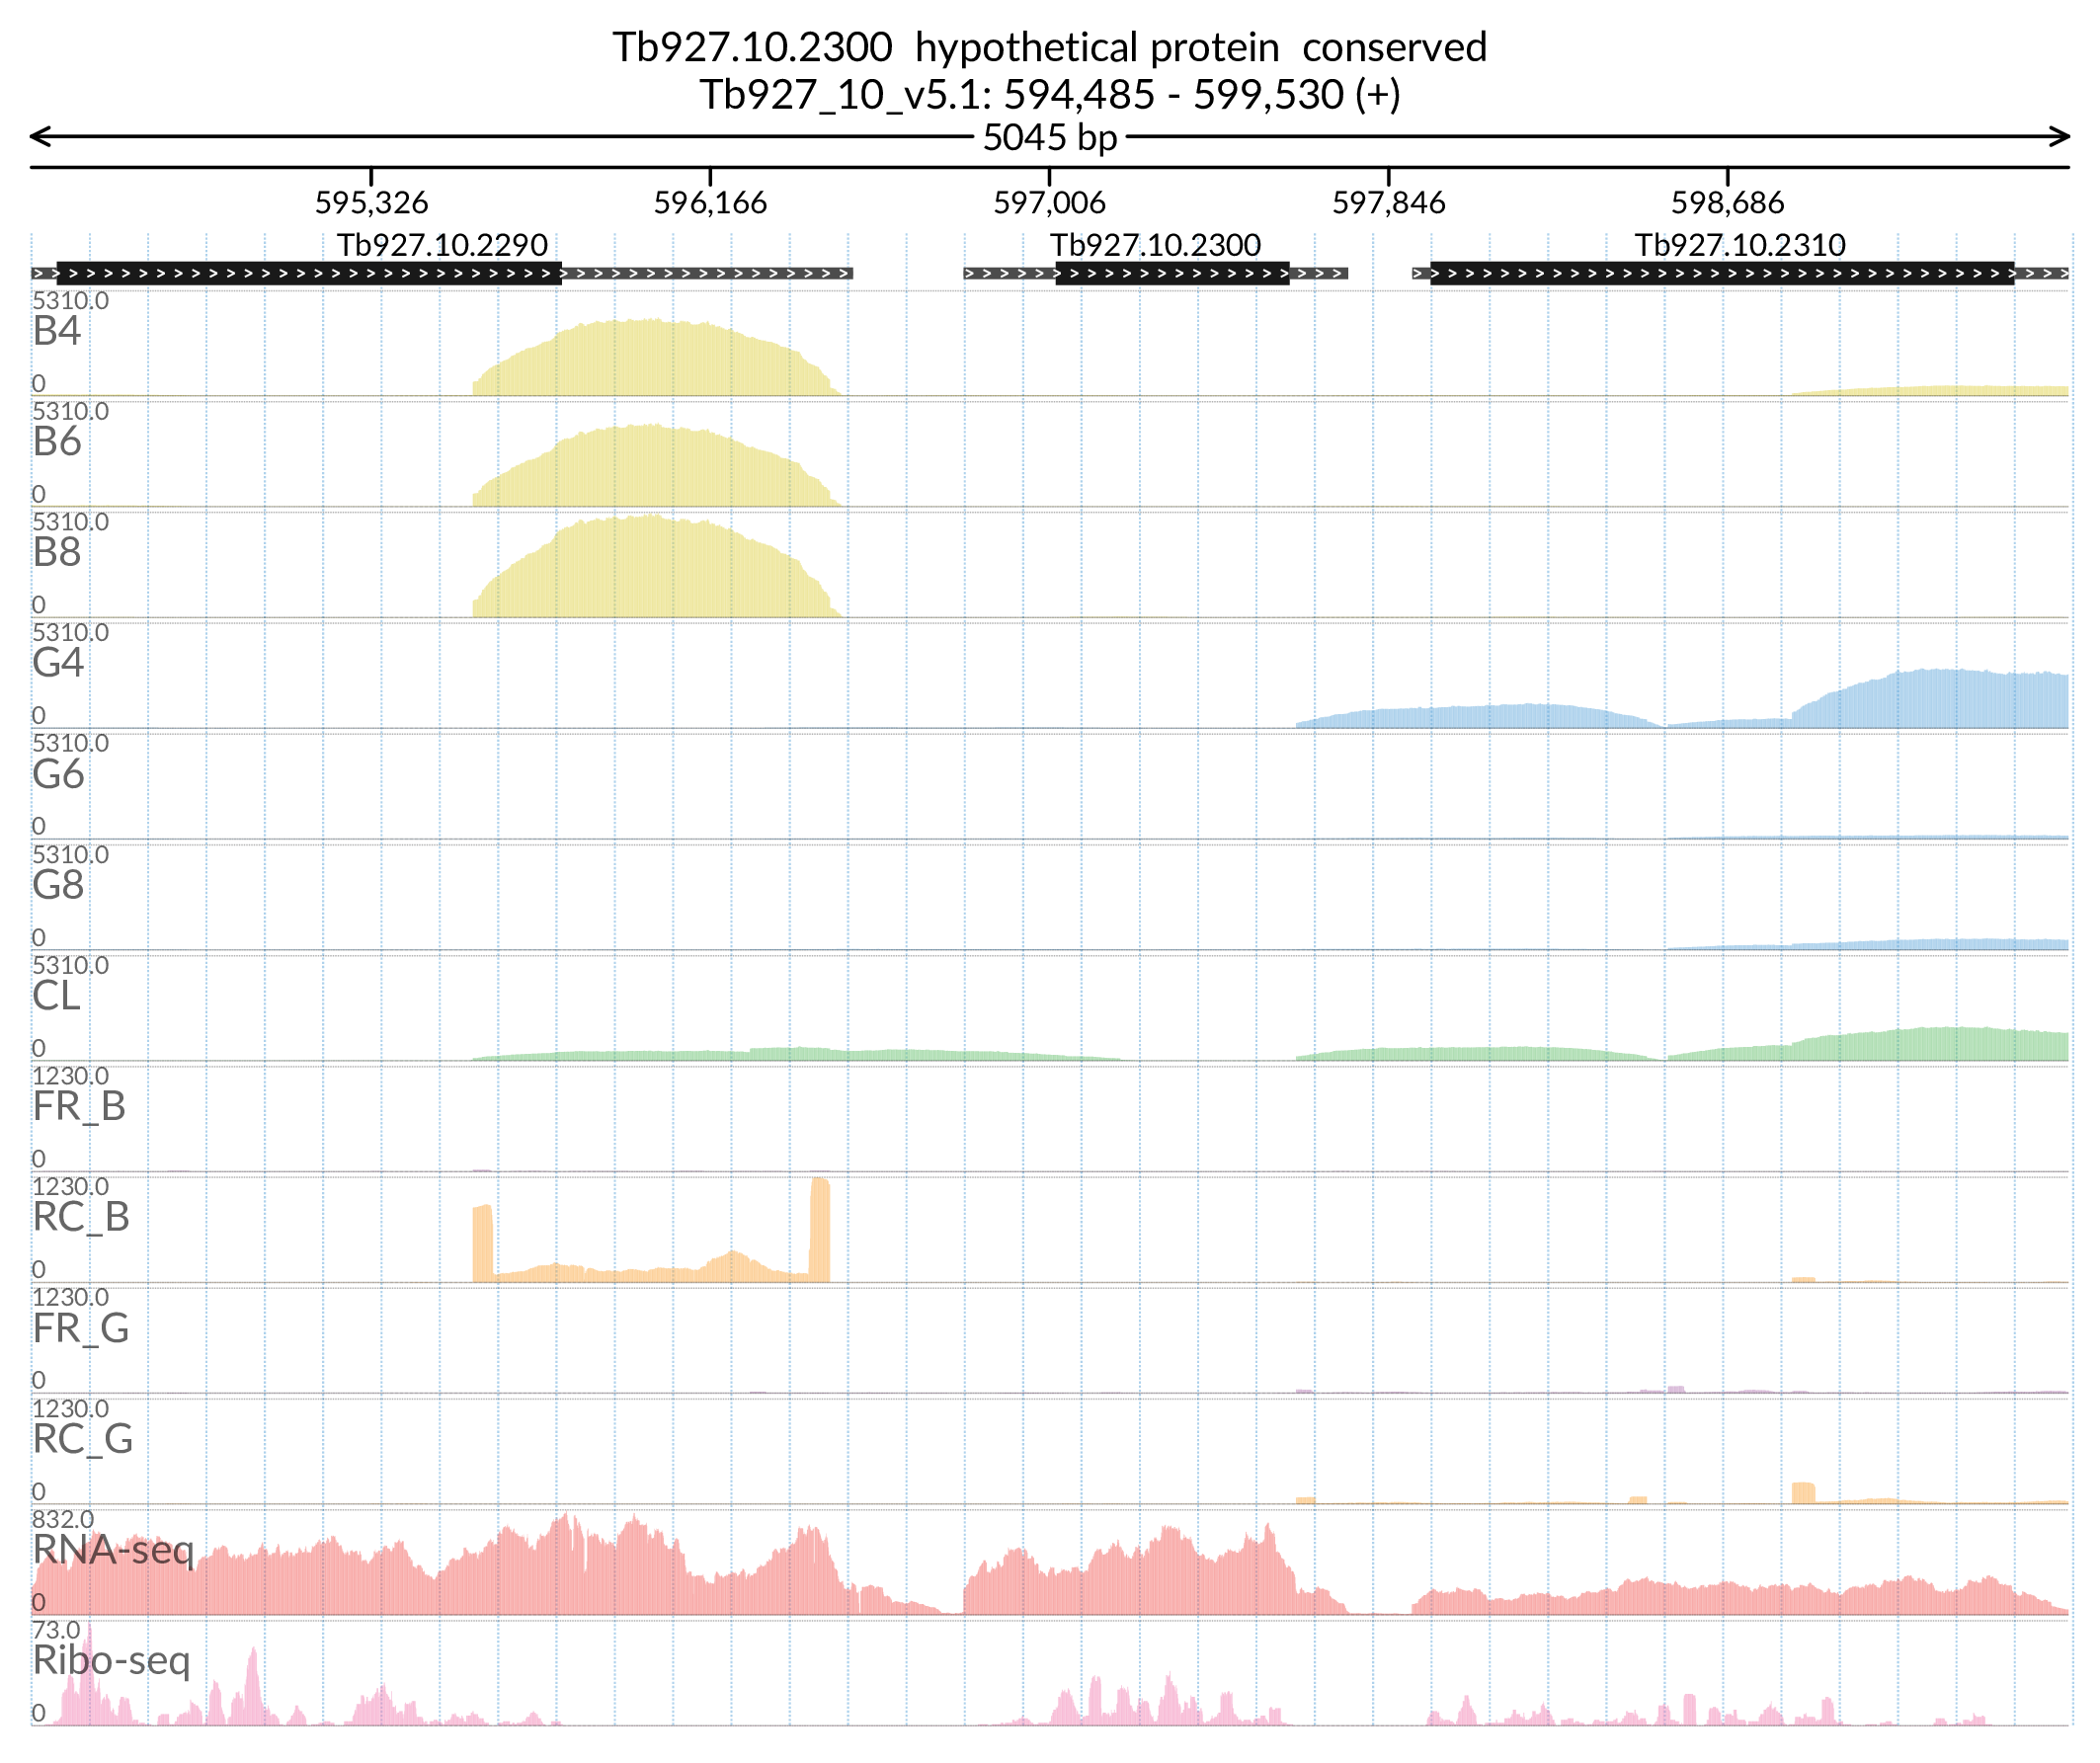 Tb927.10.2300  hypothetical protein  conserved
Tb927_10_v5.1: 594,485 - 599,530 (+)
5045 bp
595,326 596,166 597,006 597,846 598,686
Tb927.10.2290 Tb927.10.2300 Tb927.10.2310
5310.0
B4
0
5310.0
B6
0
5310.0
B8
0
5310.0
G4
0
5310.0
G6
0
5310.0
G8
0
5310.0
CL
0
1230.0
FR_B
0
1230.0
RC_B
0
1230.0
FR_G
0
1230.0
RC_G
0
832.0
RNA-seq
0
73.0
Ribo-seq
0